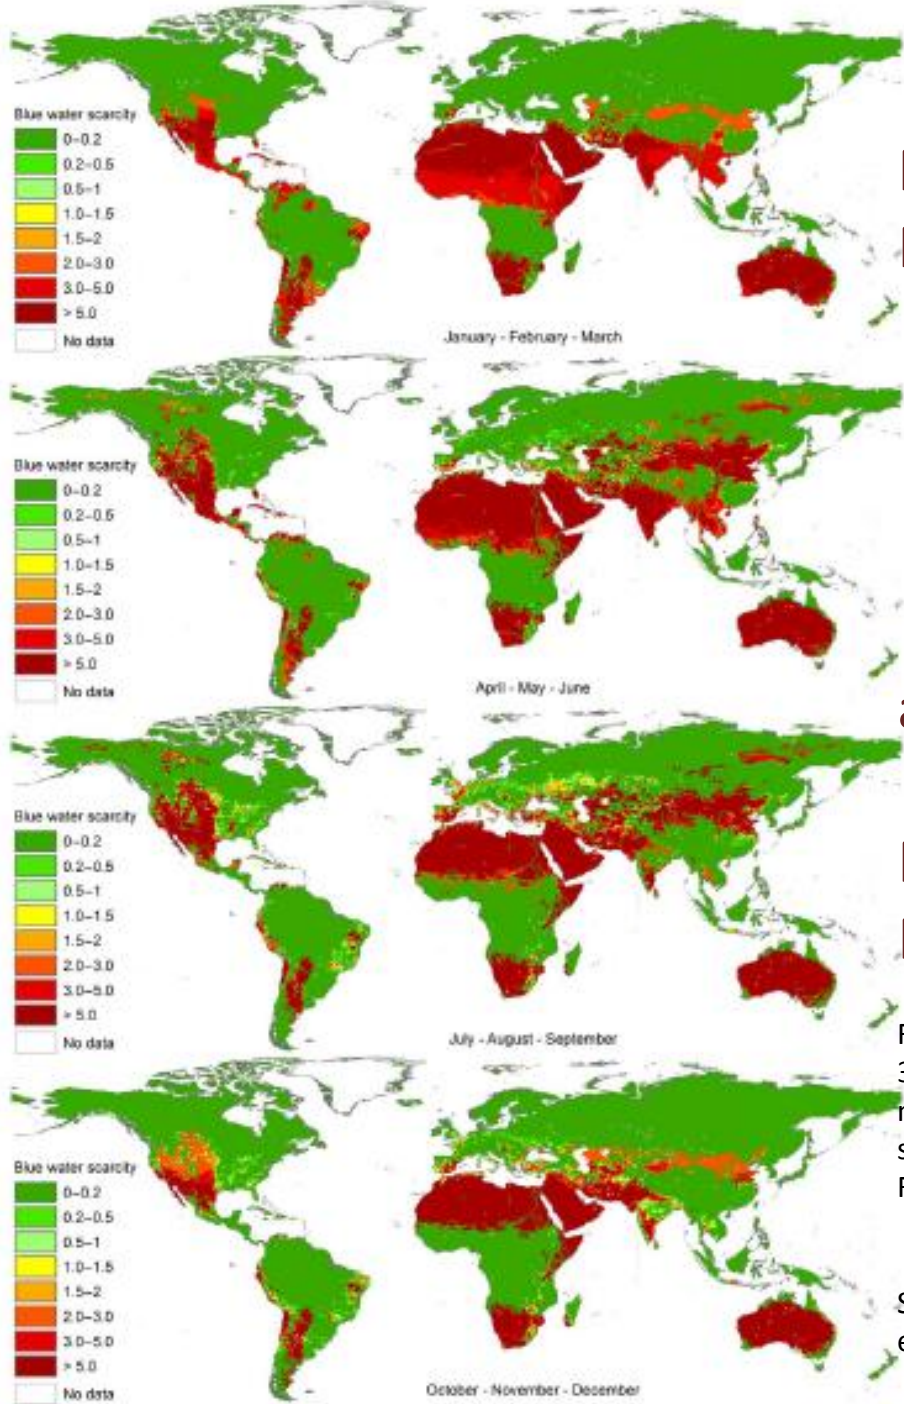 Blue water scarcity
0-0.2
0.2-0.5
0.5-1
1.0-1.5
1.5-2
2.0-3.0
3.0-5.0
> 5.0
No data
January - February - March
Blue water scarcity
0-0.2
0.2-0.5
0.5-1
1.0-1.5
1.5-2
2.0-3.0
3.0-5.0
> 5.0
No data
April - May - June
Blue water scarcity
0-0.2
0.2-0.5
0.5-1
1.0-1.5
1.5-2
2.0-3.0
3.0-5.0
> 5.0
No data
July - August - September
Blue water scarcity
0-0.2
0.2-0.5
0.5-1
1.0-1.5
1.5-2
2.0-3.0
3.0-5.0
> 5.0
No data
October - November - December